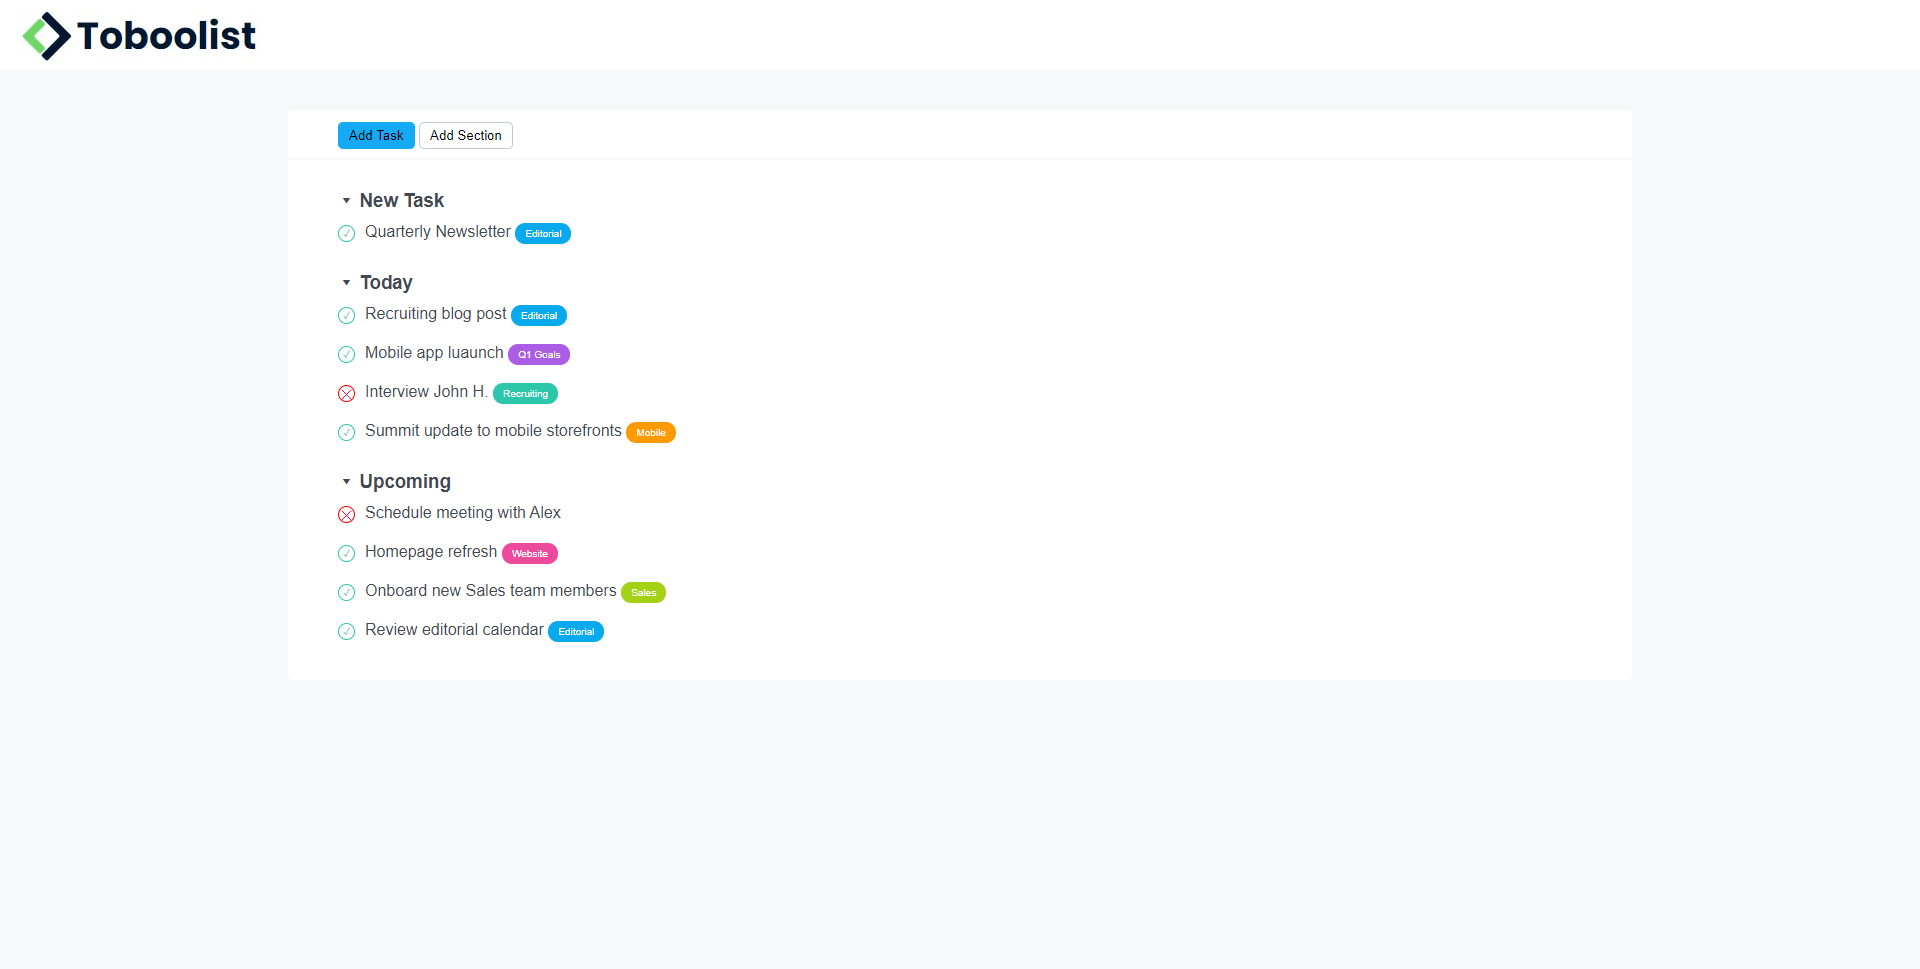 Toboolist
Add Task Add Section
New Task
Quarterly Newsletter Editorial
Today
Recruiting blog post Editorial
Mobile app luaunch Q1 Goals
Interview John H. Recruiting
Summit update to mobile storefronts Mobile
Upcoming
Schedule meeting with Alex
Homepage refresh Website
Onboard new Sales team members Sales
Review editorial calendar Editorial